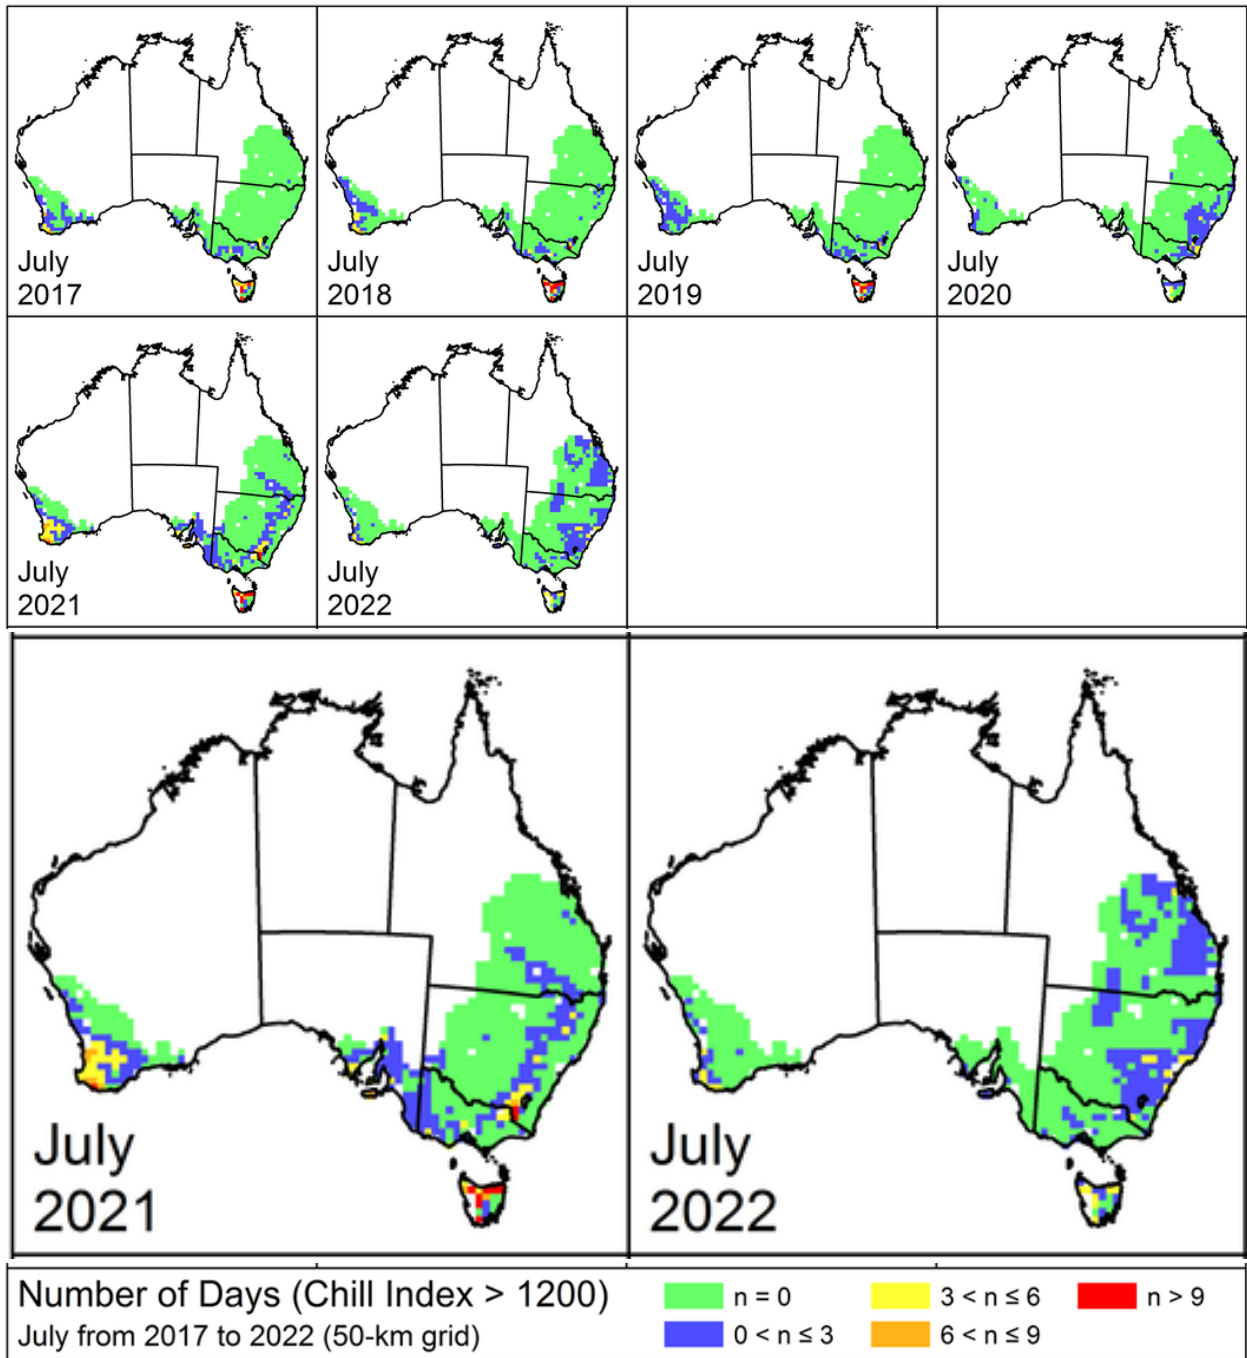 July
2017
July
2018
July
2019
July
2020
July
2021
July
2022
July
2021
July
2022
Number of Days (Chill Index > 1200)
July from 2017 to 2022 (50-km grid)
n = 0
3 < n ≤ 6
n > 9
0 < n ≤ 3
6 < n ≤ 9